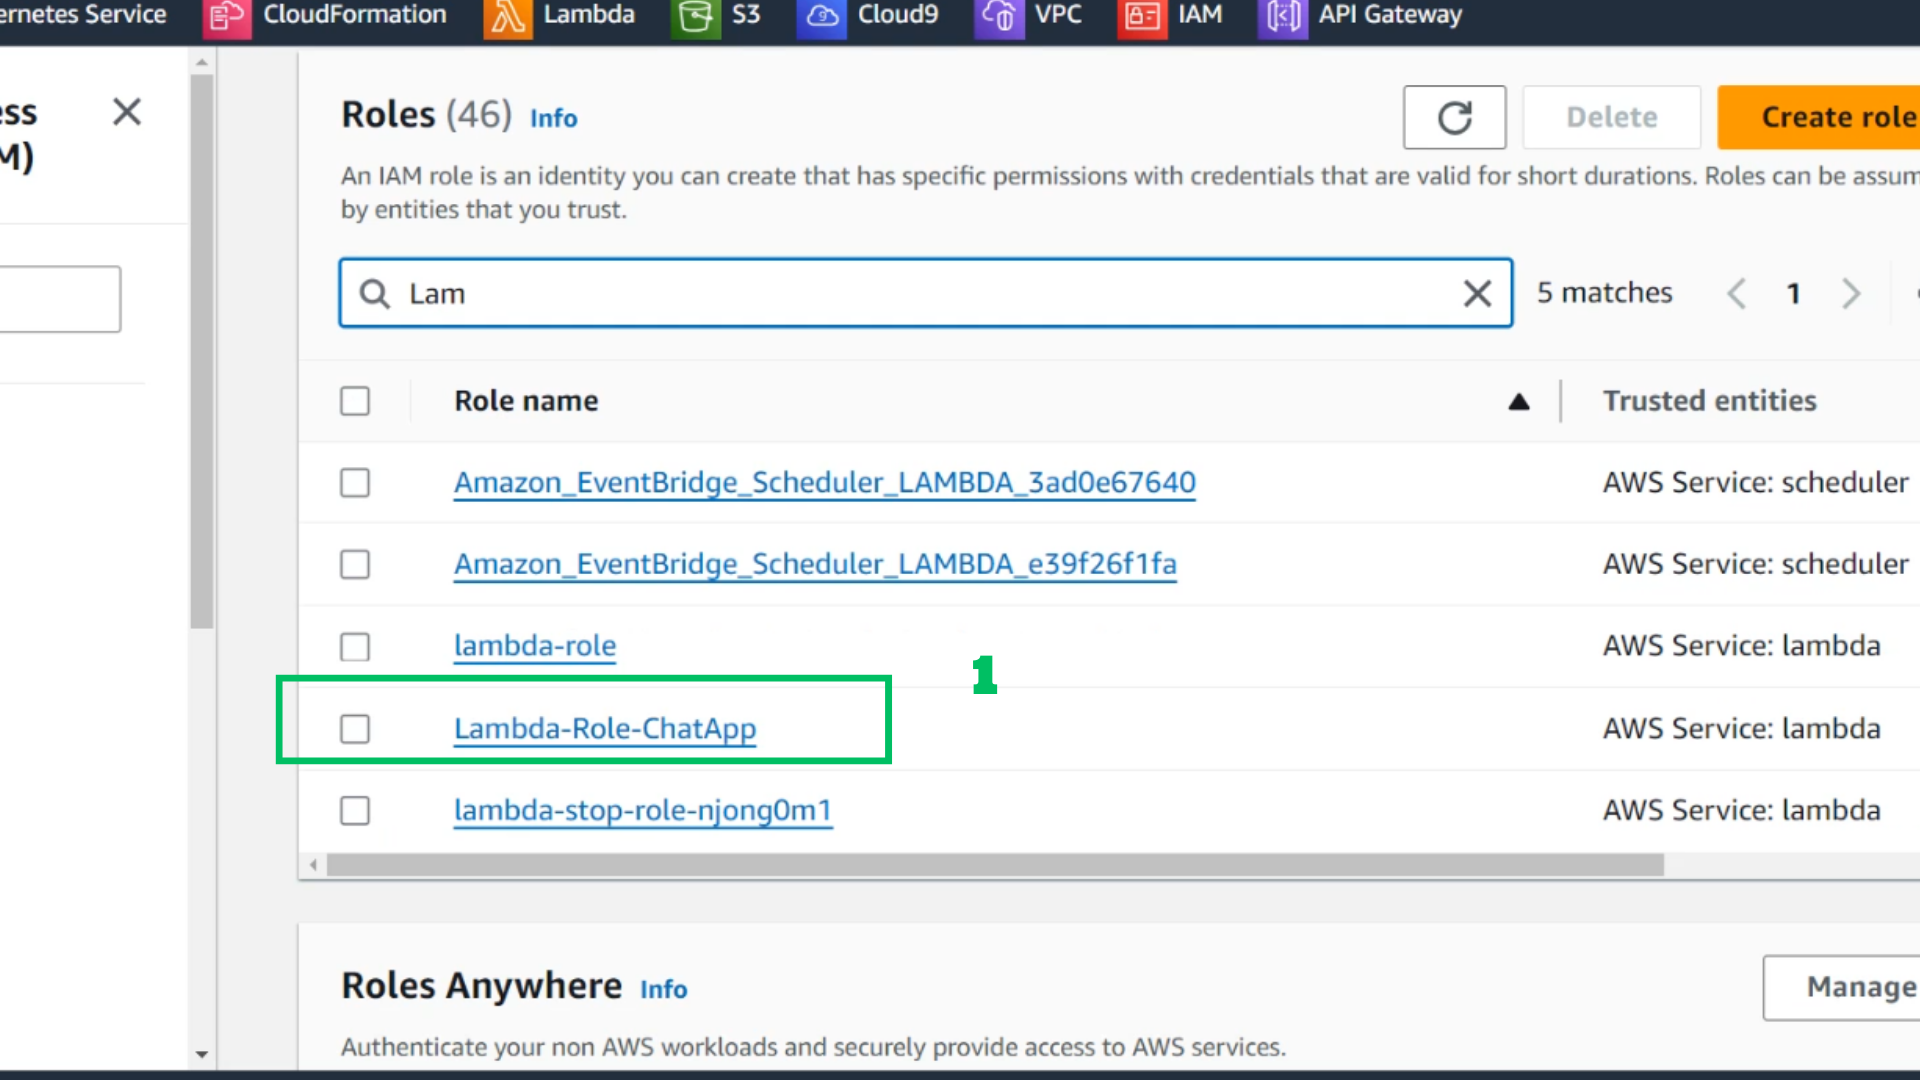 ernetes Service CloudFormation Lambda S3 Cloud9 VPC IAM API Gateway
ess
M)
Roles (46) Info
Delete
Create role
An IAM role is an identity you can create that has specific permissions with credentials that are valid for short durations. Roles can be assum
by entities that you trust.
Lam
5 matches
1
Role name
Trusted entities
Amazon_EventBridge_Scheduler_LAMBDA_3ad0e67640
AWS Service: scheduler
Amazon_EventBridge_Scheduler_LAMBDA_e39f26f1fa
AWS Service: scheduler
lambda-role
AWS Service: lambda
1
Lambda-Role-ChatApp
AWS Service: lambda
lambda-stop-role-njong0m1
AWS Service: lambda
Roles Anywhere Info
Manage
Authenticate your non AWS workloads and securely provide access to AWS services.